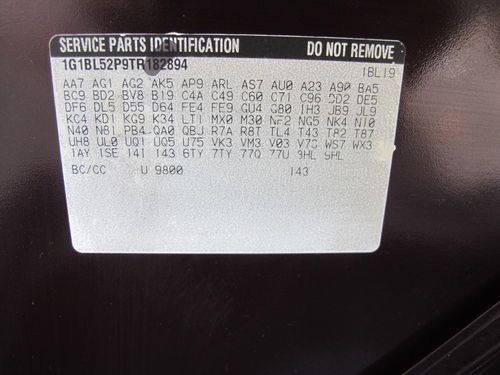 SERVICE PARTS IDENTIFICATION DO NOT REMOVE
1G1BL52P9TR182894 1BL19
AA7 AG1 AG2 AK5 AP9 ARL AS7 AU0 A23 A90 BA5
BC9 BD2 BV8 B19 C4A C49 C60 C71 C96 DD2 DE5
DF6 DL5 D55 D64 FE4 FE9 GU4 G80 IH3 JB9 JL9
KC4 KD1 KG9 K34 LT1 MX0 M30 NF2 NG5 NK4 N10
N40 N81 PB4 QA0 QBJ R7A R8T TL4 T43 TR2 T87
UH8 UL0 UQ1 UQ5 U75 VK3 VM3 V03 V73 WS7 WX3
1AY 1SE 141 143 6TY 7TY 77Q 77U 8HL 9HL
BC/CC U 9800 143